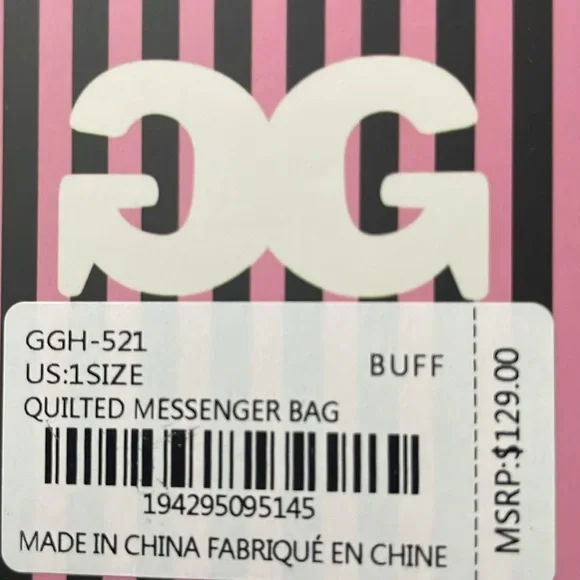 GG
GGH-521
US:1SIZE
BUFF
QUILTED MESSENGER BAG
194295095145
MADE IN CHINA FABRIQUÉ EN CHINE
MSRP:$129.00